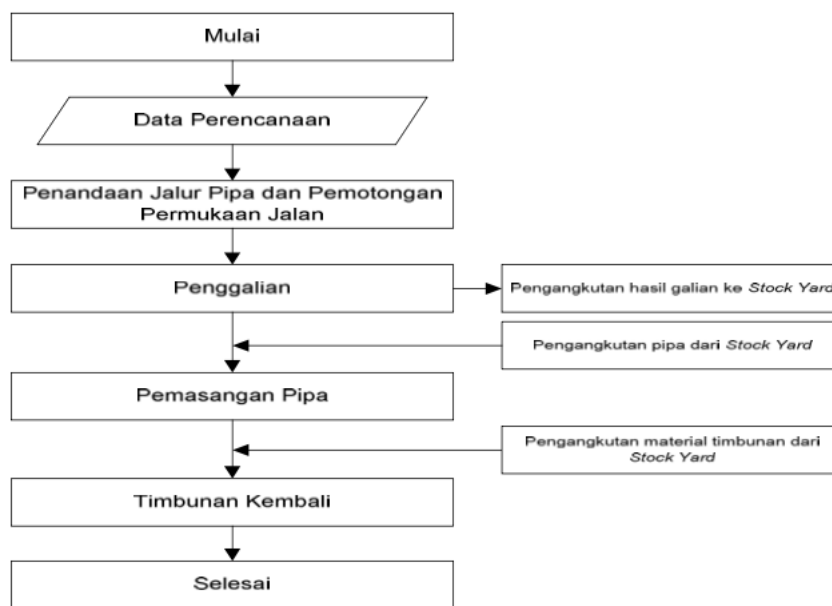 Mulai
Data Perencanaan
Penandaan Jalur Pipa dan Pemotongan
Permukaan Jalan
Penggalian
Pengangkutan hasil galian ke Stock Yard
Pengangkutan pipa dari Stock Yard
Pemasangan Pipa
Pengangkutan material timbunan dari
Stock Yard
Timbunan Kembali
Selesai